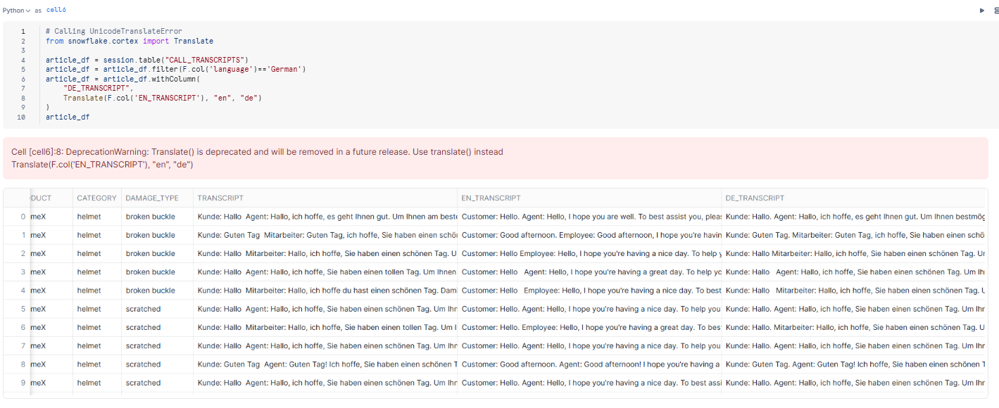 Python as cell6
1 # Calling UnicodeTranslateError
2 from snowflake.cortex import Translate
3
4 article_df = session.table("CALL_TRANSCRIPTS")
5 article_df = article_df.filter(F.col('language')=='German')
6 article_df = article_df.withColumn(
7 "DE_TRANSCRIPT",
8 Translate(F.col('EN_TRANSCRIPT'), "en", "de")
9 )
10 article_df
Cell [cell6]:8: DeprecationWarning: Translate() is deprecated and will be removed in a future release. Use translate() instead
Translate(F.col('EN_TRANSCRIPT'), "en", "de")
DUCT CATEGORY DAMAGE_TYPE TRANSCRIPT EN_TRANSCRIPT DE_TRANSCRIPT
0 meX helmet broken buckle Kunde: Hallo Agent: Hallo, ich hoffe, es geht Ihnen gut. Um Ihnen am beste Customer: Hello. Agent: Hello, I hope you are well. To best assist you, pleas Kunde: Hallo. Agent: Hallo, ich hoffe, es geht Ihnen gut. Um Ihnen bestmög
1 meX helmet broken buckle Kunde: Guten Tag Mitarbeiter: Guten Tag, ich hoffe, Sie haben einen schö Customer: Good afternoon. Employee: Good afternoon, I hope you're havin Kunde: Guten Tag. Mitarbeiter: Guten Tag, ich hoffe, Sie haben einen schö
2 meX helmet broken buckle Kunde: Hallo Mitarbeiter: Hallo, ich hoffe, Sie haben einen schönen Tag. U Customer: Hello Employee: Hello, I hope you're having a nice day. To help y Kunde: Hallo Mitarbeiter: Hallo, ich hoffe, Sie haben einen schönen Tag. Ur
3 meX helmet broken buckle Kunde: Hallo Agent: Hallo, ich hoffe, Sie haben einen tollen Tag. Um Ihnen Customer: Hello Agent: Hello, I hope you're having a great day. To help yo Kunde: Hallo Agent: Hallo, ich hoffe, Sie haben einen schönen Tag. Um Ih
4 meX helmet broken buckle Kunde: Hallo Mitarbeiter: Hallo, ich hoffe du hast einen schönen Tag. Dam Customer: Hello Employee: Hello, I hope you're having a nice day. To best Kunde: Hallo Mitarbeiter: Hallo, ich hoffe, Sie haben einen schönen Tag. U
5 meX helmet scratched Kunde: Hallo Agent: Hallo, ich hoffe, Sie haben einen schönen Tag. Um Ihn Customer: Hello. Agent: Hello, I hope you're having a nice day. To help you Kunde: Hallo. Agent: Hallo, ich hoffe, Sie haben einen schönen Tag. Um Ihr
6 meX helmet scratched Kunde: Hallo Mitarbeiter: Hallo, ich hoffe, Sie haben einen tollen Tag. Um I Customer: Hello. Employee: Hello, I hope you're having a great day. To bes Kunde: Hallo. Mitarbeiter: Hallo, ich hoffe, Sie haben einen schönen Tag. U
7 meX helmet scratched Kunde: Hallo Agent: Hallo, ich hoffe, Sie haben einen schönen Tag. Um Ihn Customer: Hello. Agent: Hello, I hope you're having a nice day. To help you Kunde: Hallo. Agent: Hallo, ich hoffe, Sie haben einen schönen Tag. Um Ihr
8 meX helmet scratched Kunde: Guten Tag Agent: Guten Tag! Ich hoffe, Sie haben einen schönen T Customer: Good afternoon. Agent: Good afternoon! I hope you're having a Kunde: Guten Tag. Agent: Guten Tag! Ich hoffe, Sie haben einen schönen T
9 meX helmet scratched Kunde: Hallo Agent: Hallo, ich hoffe, Sie haben einen schönen Tag. Um Ihn Customer: Hello. Agent: Hello, I hope you're having a nice day. To best assi Kunde: Hallo. Agent: Hallo, ich hoffe, Sie haben einen schönen Tag. Um Ihr